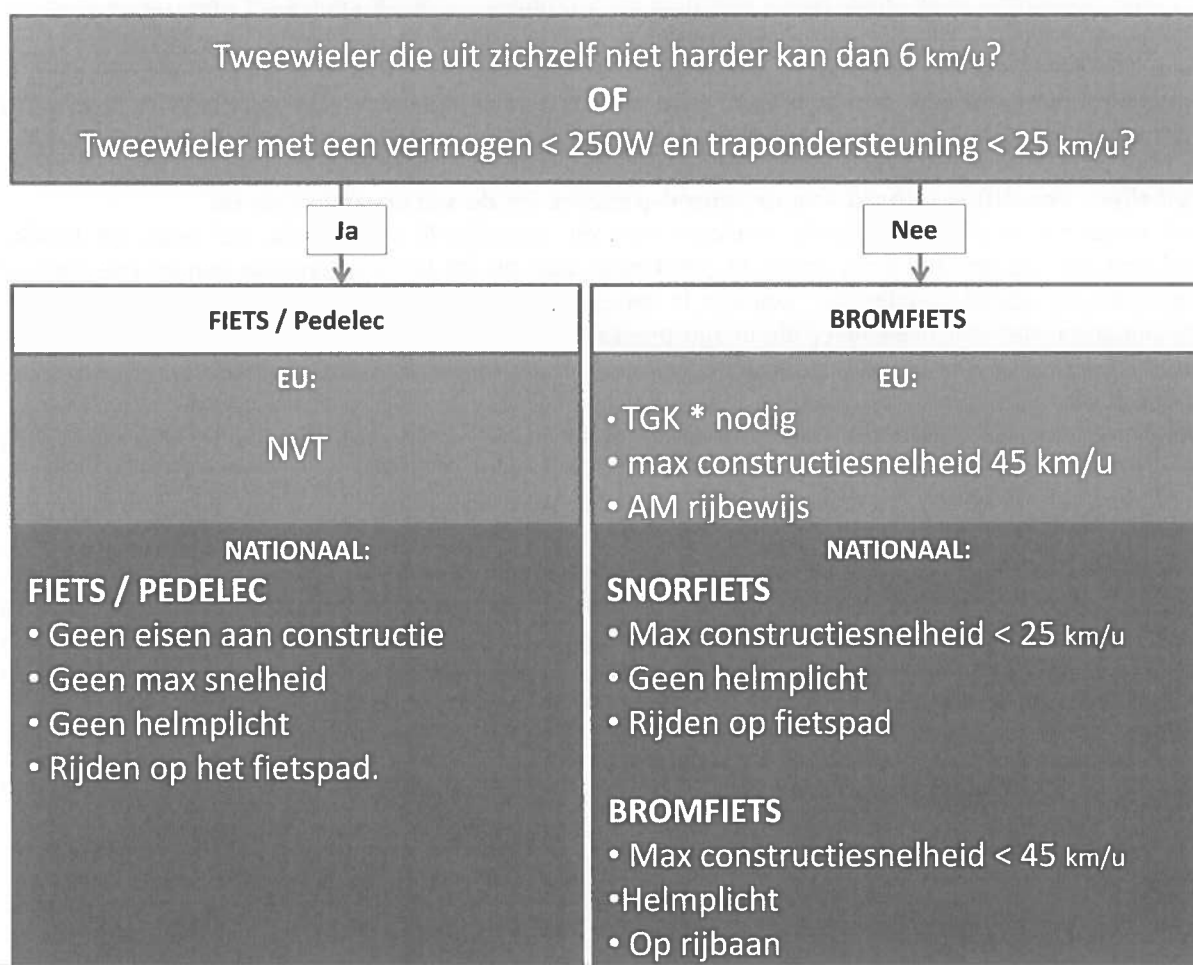 Tweewieler die uit zichzelf niet harder kan dan 6 km/u?
OF
Tweewieler met een vermogen < 250W en trapondersteuning < 25 km/u?
Ja
Nee
FIETS / Pedelec
EU:
NVT
NATIONAAL:
FIETS / PEDELEC
• Geen eisen aan constructie
• Geen max snelheid
• Geen helmplicht
• Rijden op het fietspad.
BROMFIETS
EU:
• TGK * nodig
• max constructiesnelheid 45 km/u
• AM rijbewijs
NATIONAAL:
SNORFIETS
• Max constructiesnelheid < 25 km/u
• Geen helmplicht
• Rijden op fietspad
BROMFIETS
• Max constructiesnelheid < 45 km/u
•Helmplicht
• Op rijbaan